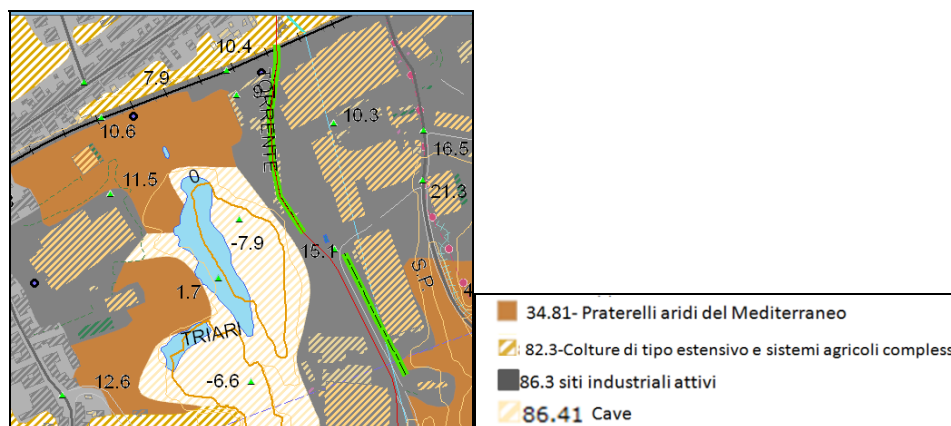 10.4
7.9
TORRENTE
10.6
10.3
16.5
11.5
0
21.3
-7.9
15.1
S.P.
1.7
4
TRIARI
-6.6
12.6
34.81- Praterelli aridi del Mediterraneo
82.3-Colture di tipo estensivo e sistemi agricoli compless
86.3 siti industriali attivi
86.41 Cave